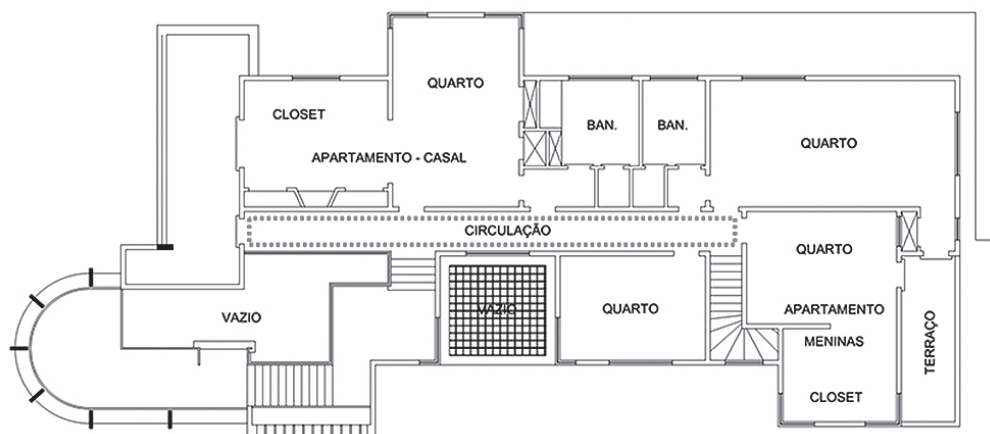 QUARTO
CLOSET
BAN.
BAN.
QUARTO
APARTAMENTO - CASAL
CIRCULAÇÃO
QUARTO
VAZIO
VAZIO
QUARTO
APARTAMENTO
MENINAS
TERRAÇO
CLOSET